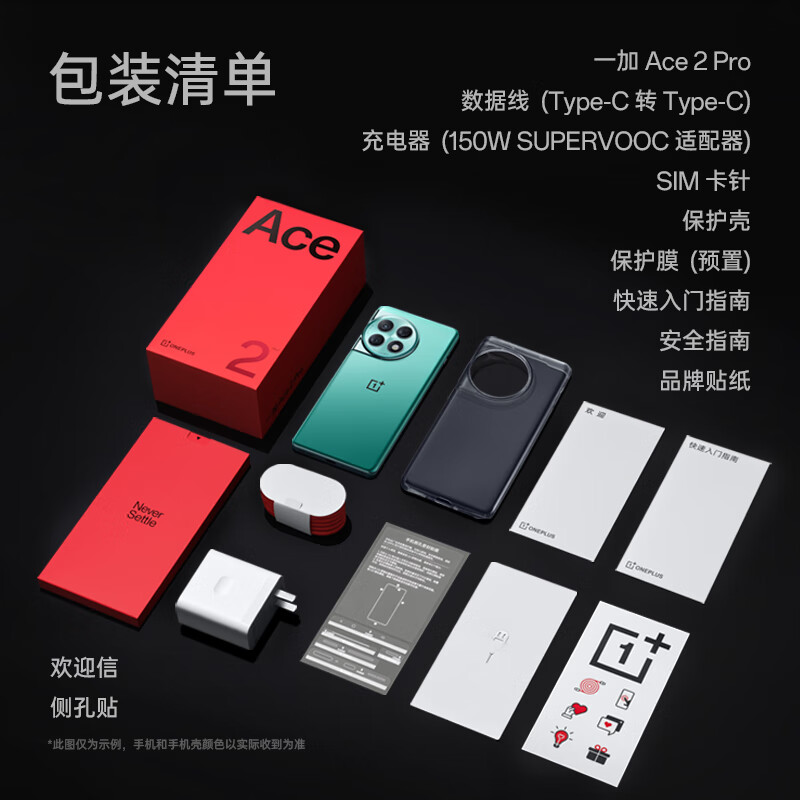 包装清单
一加 Ace 2 Pro
数据线 (Type-C 转 Type-C)
充电器 (150W SUPERVOOC 适配器)
SIM 卡针
保护壳
保护膜 (预置)
快速入门指南
安全指南
品牌贴纸
Ace
ONEPLUS
2
Never
Settle
欢迎
ONEPLUS
快速入门指南
ONEPLUS
欢迎信
侧孔贴
*此图仅为示例，手机和手机壳颜色以实际收到为准